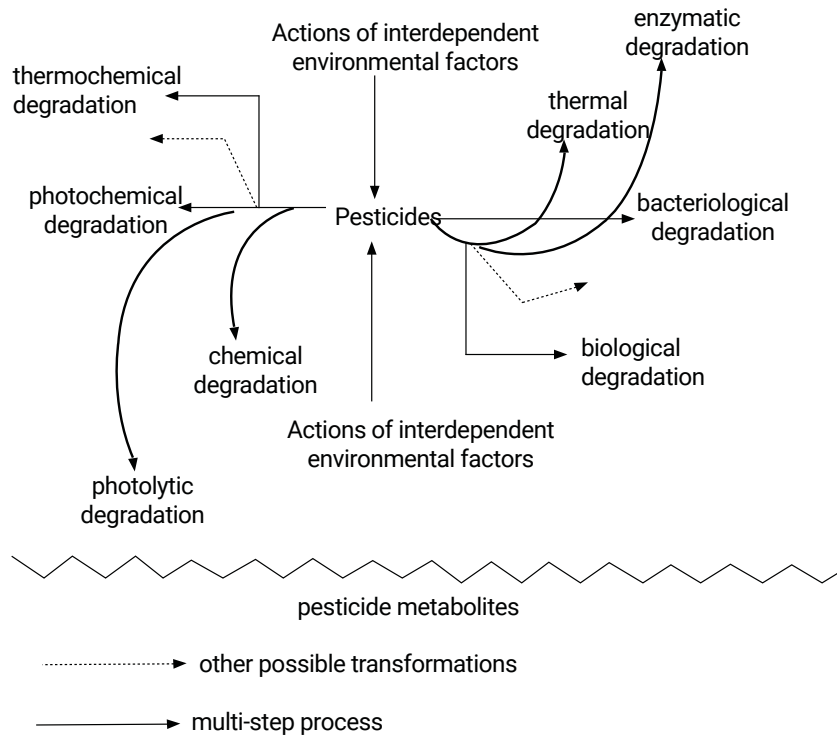 enzymatic
degradation
Actions of interdependent
environmental factors
thermochemical
degradation
thermal
degradation
photochemical
degradation
Pesticides
bacteriological
degradation
chemical
degradation
biological
degradation
Actions of interdependent
environmental factors
photolytic
degradation
pesticide metabolites
other possible transformations
multi-step process